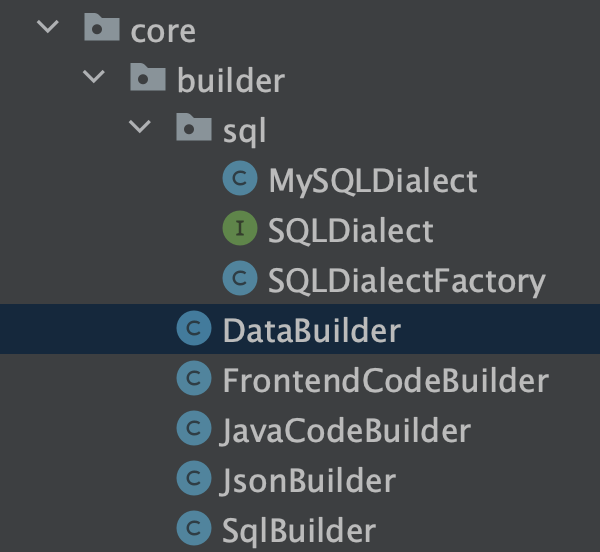 core
builder
sql
C MySQLDialect
I SQLDialect
C SQLDialectFactory
C DataBuilder
C FrontendCodeBuilder
C JavaCodeBuilder
C JsonBuilder
C SqlBuilder